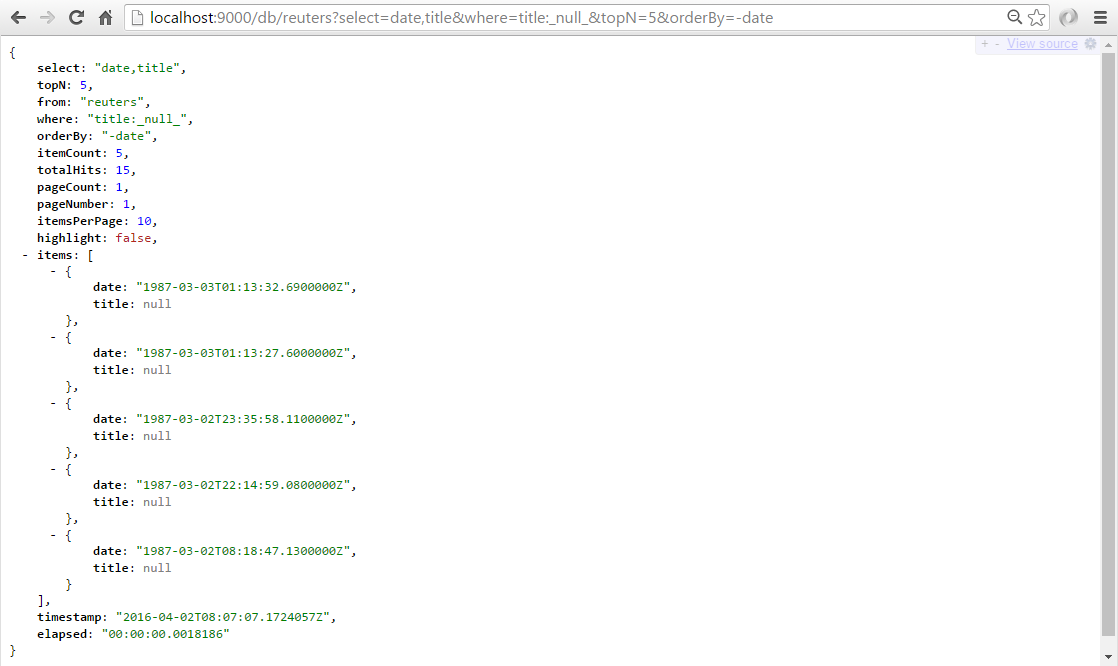 localhost:9000/db/reuters?select=date,title&where=title:_null_&topN=5&orderBy=-date
+ - View source
{
select: "date,title",
topN: 5,
from: "reuters",
where: "title:_null_",
orderBy: "-date",
itemCount: 5,
totalHits: 15,
pageCount: 1,
pageNumber: 1,
itemsPerPage: 10,
highlight: false,
- items: [
- {
date: "1987-03-03T01:13:32.6900000Z",
title: null
},
- {
date: "1987-03-03T01:13:27.6000000Z",
title: null
},
- {
date: "1987-03-02T23:35:58.1100000Z",
title: null
},
- {
date: "1987-03-02T22:14:59.0800000Z",
title: null
},
- {
date: "1987-03-02T08:18:47.1300000Z",
title: null
}
],
timestamp: "2016-04-02T08:07:07.1724057Z",
elapsed: "00:00:00.0018186"
}